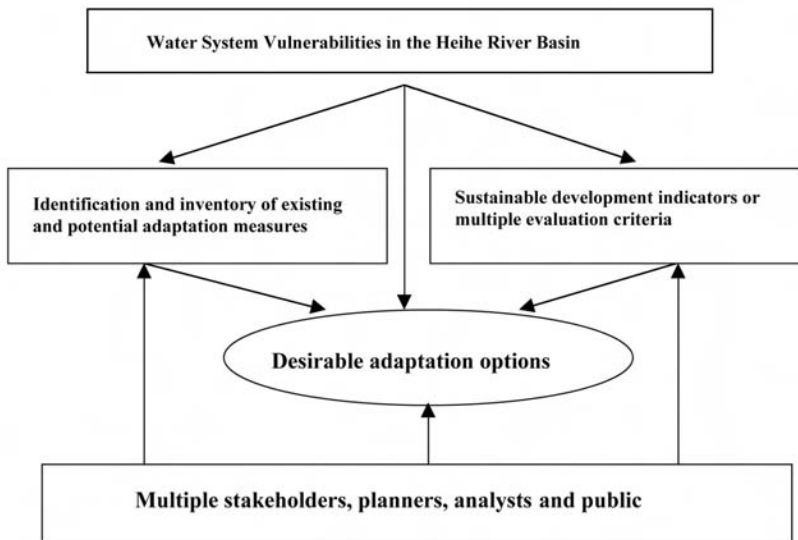 Water System Vulnerabilities in the Heihe River Basin
Identification and inventory of existing
and potential adaptation measures
Sustainable development indicators or
multiple evaluation criteria
Desirable adaptation options
Multiple stakeholders, planners, analysts and public